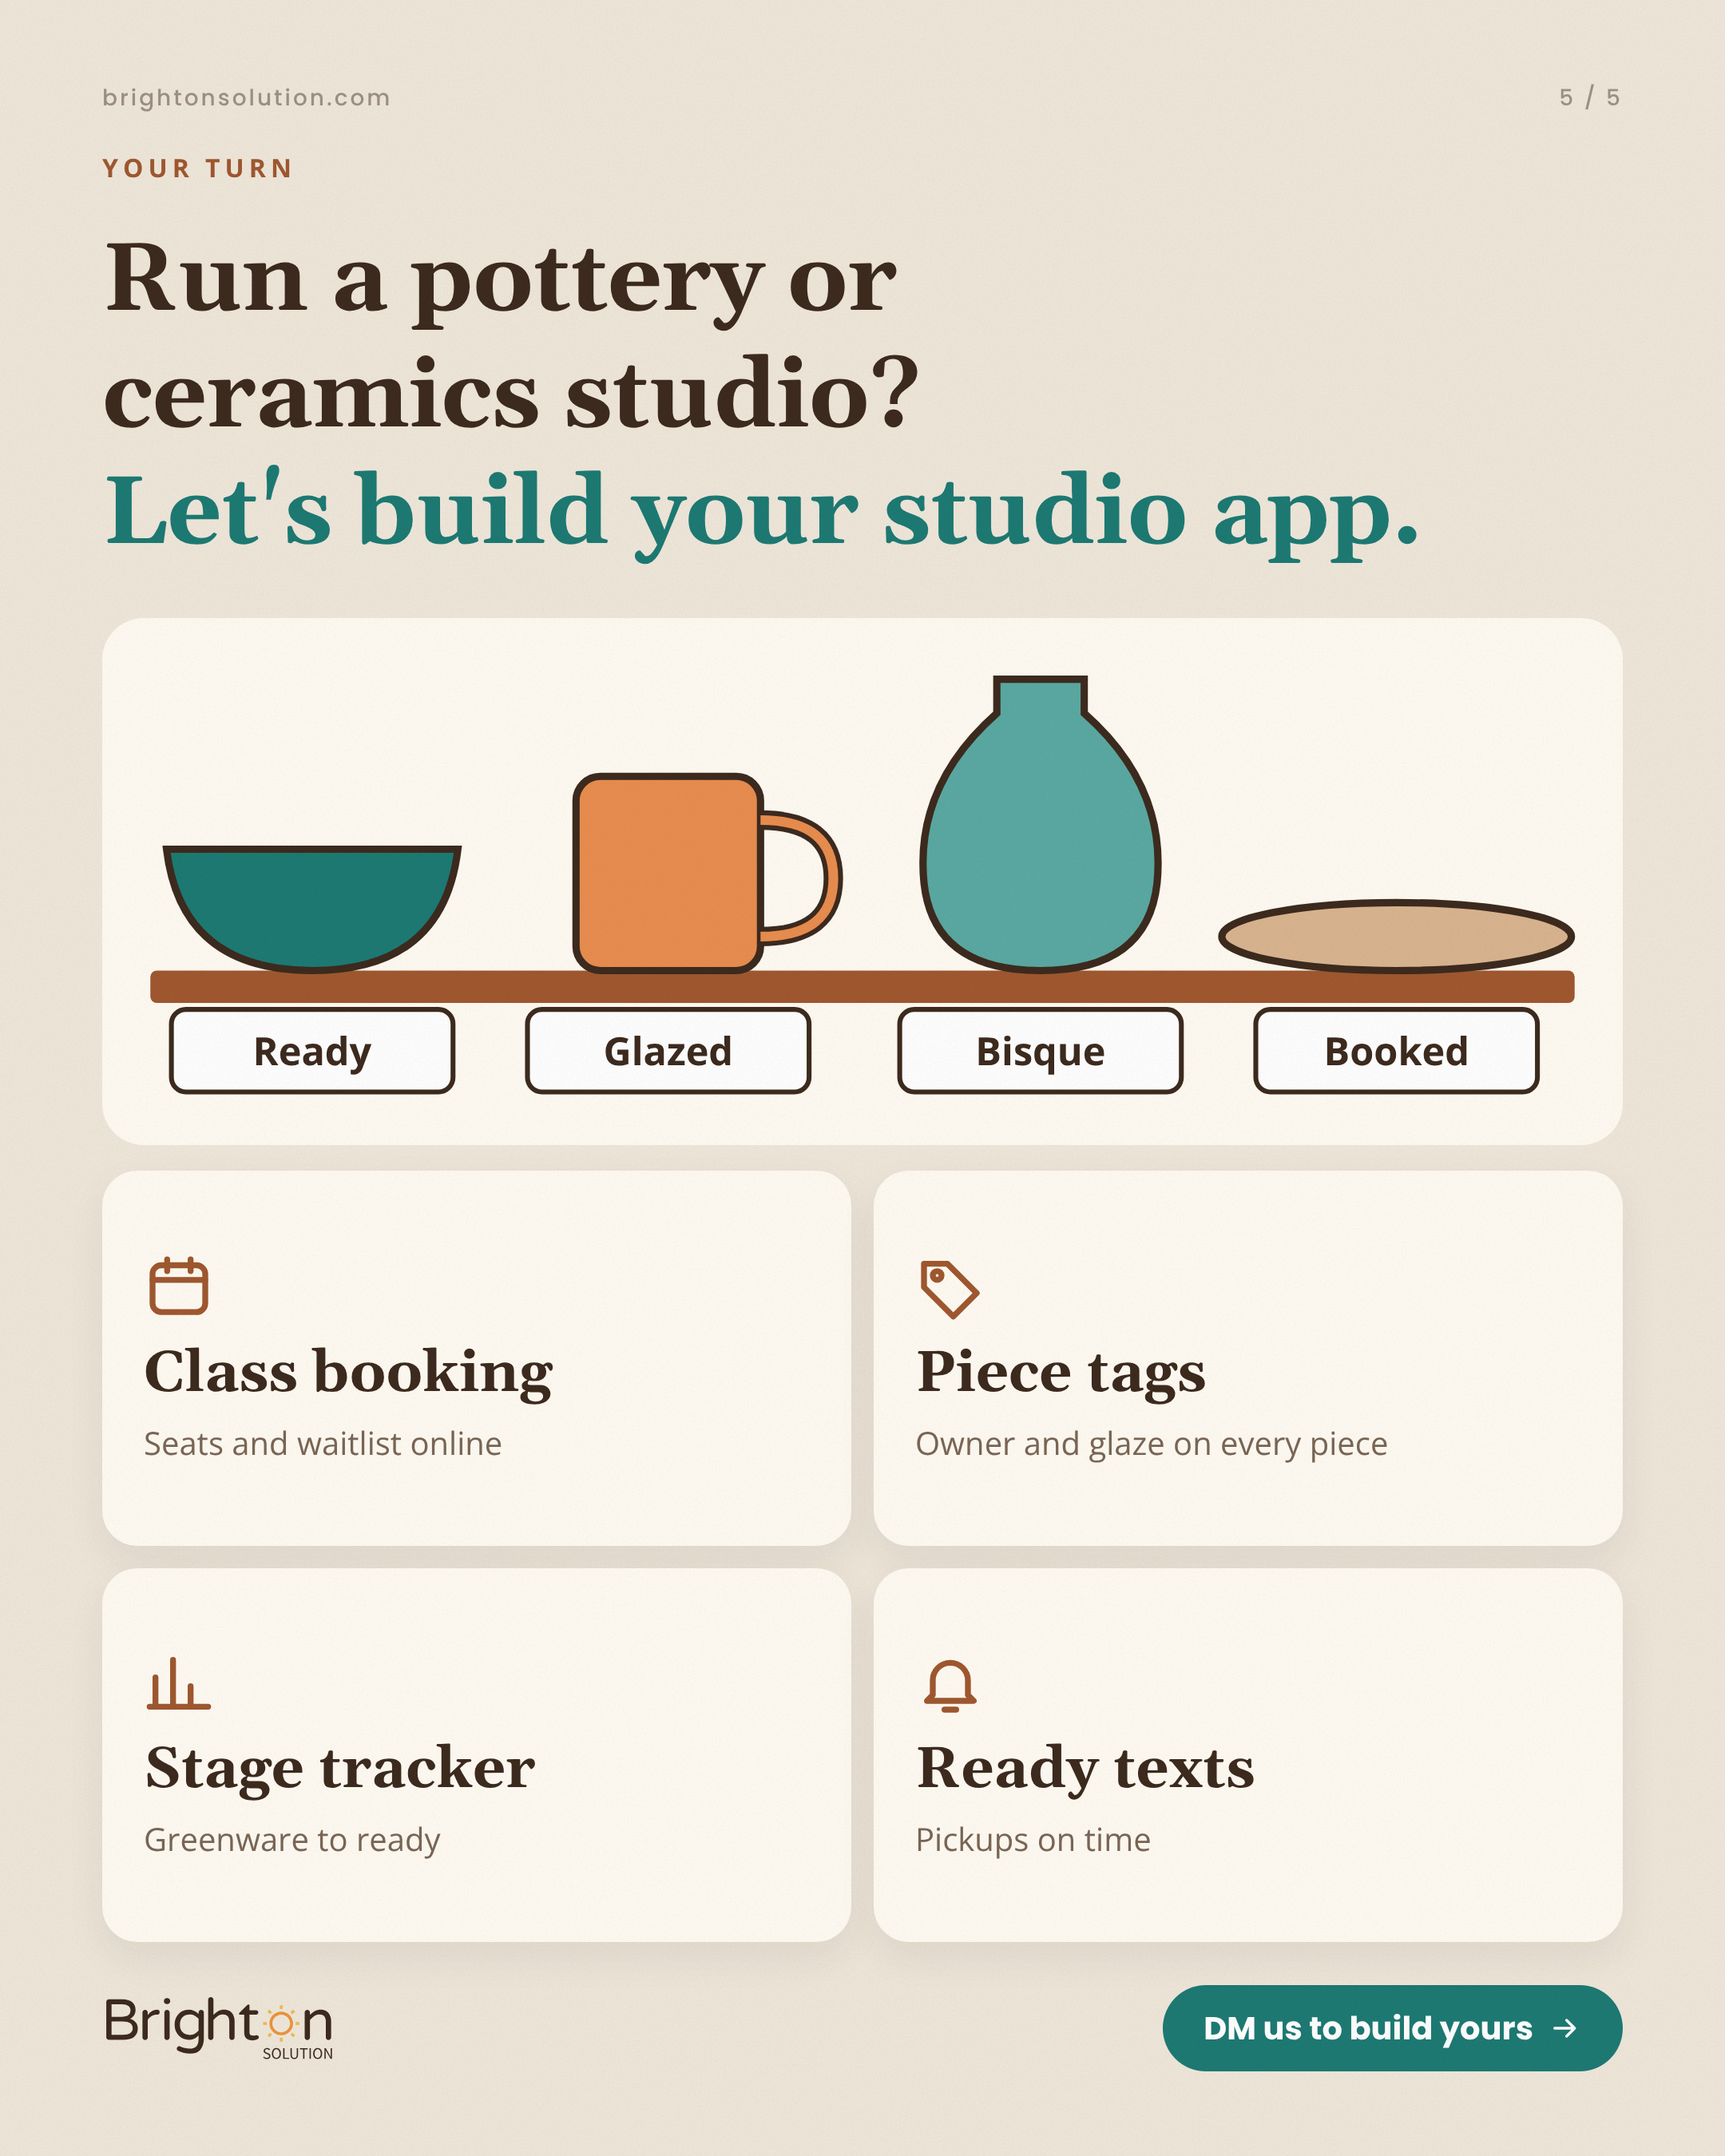 brightonsolution.com
5 / 5
YOUR TURN
Run a pottery or
ceramics studio?
Let's build your studio app.
Ready
Glazed
Bisque
Booked
Class booking
Seats and waitlist online
Piece tags
Owner and glaze on every piece
Stage tracker
Greenware to ready
Ready texts
Pickups on time
Brighton
SOLUTION
DM us to build yours →